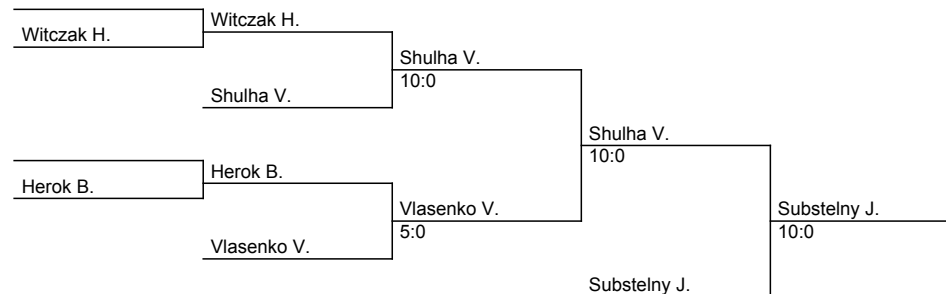 Witczak H.
Witczak H.
Shulha V.
10:0
Shulha V.
Shulha V.
10:0
Herok B.
Herok B.
Vlasenko V.
5:0
Substelny J.
10:0
Vlasenko V.
Substelny J.